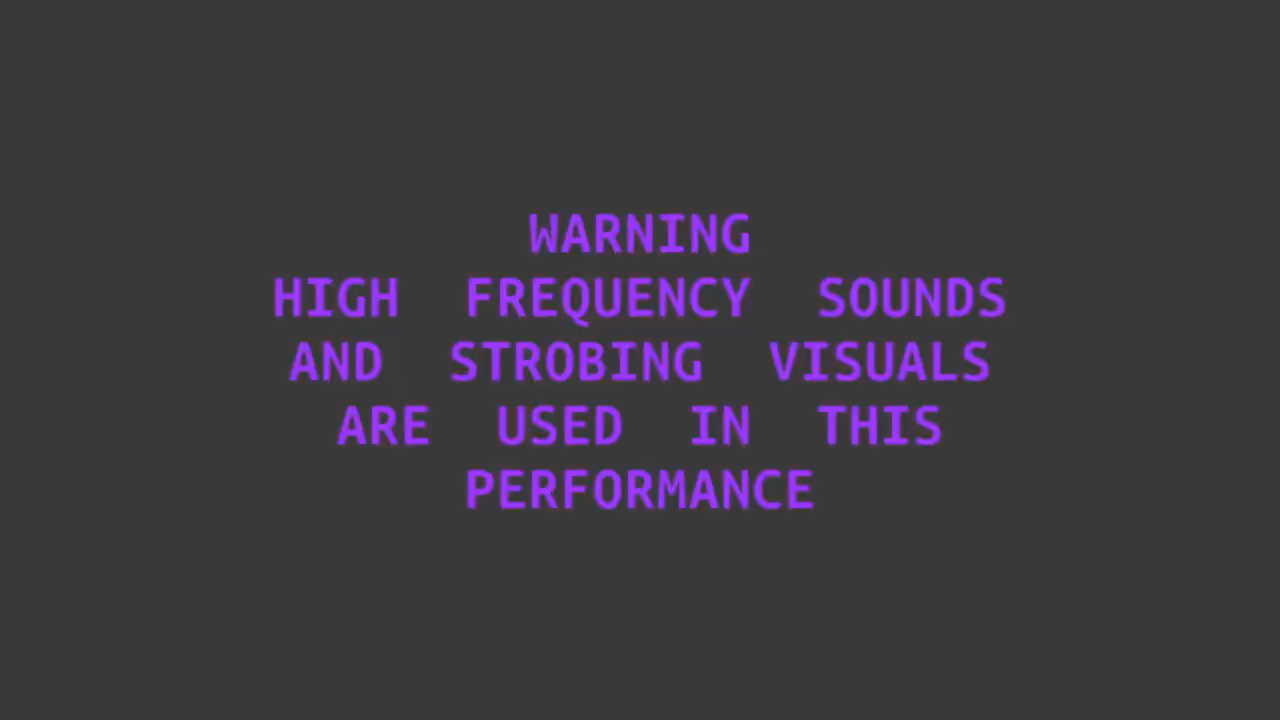 WARNING
HIGH FREQUENCY SOUNDS
AND STROBING VISUALS
ARE USED IN THIS
PERFORMANCE